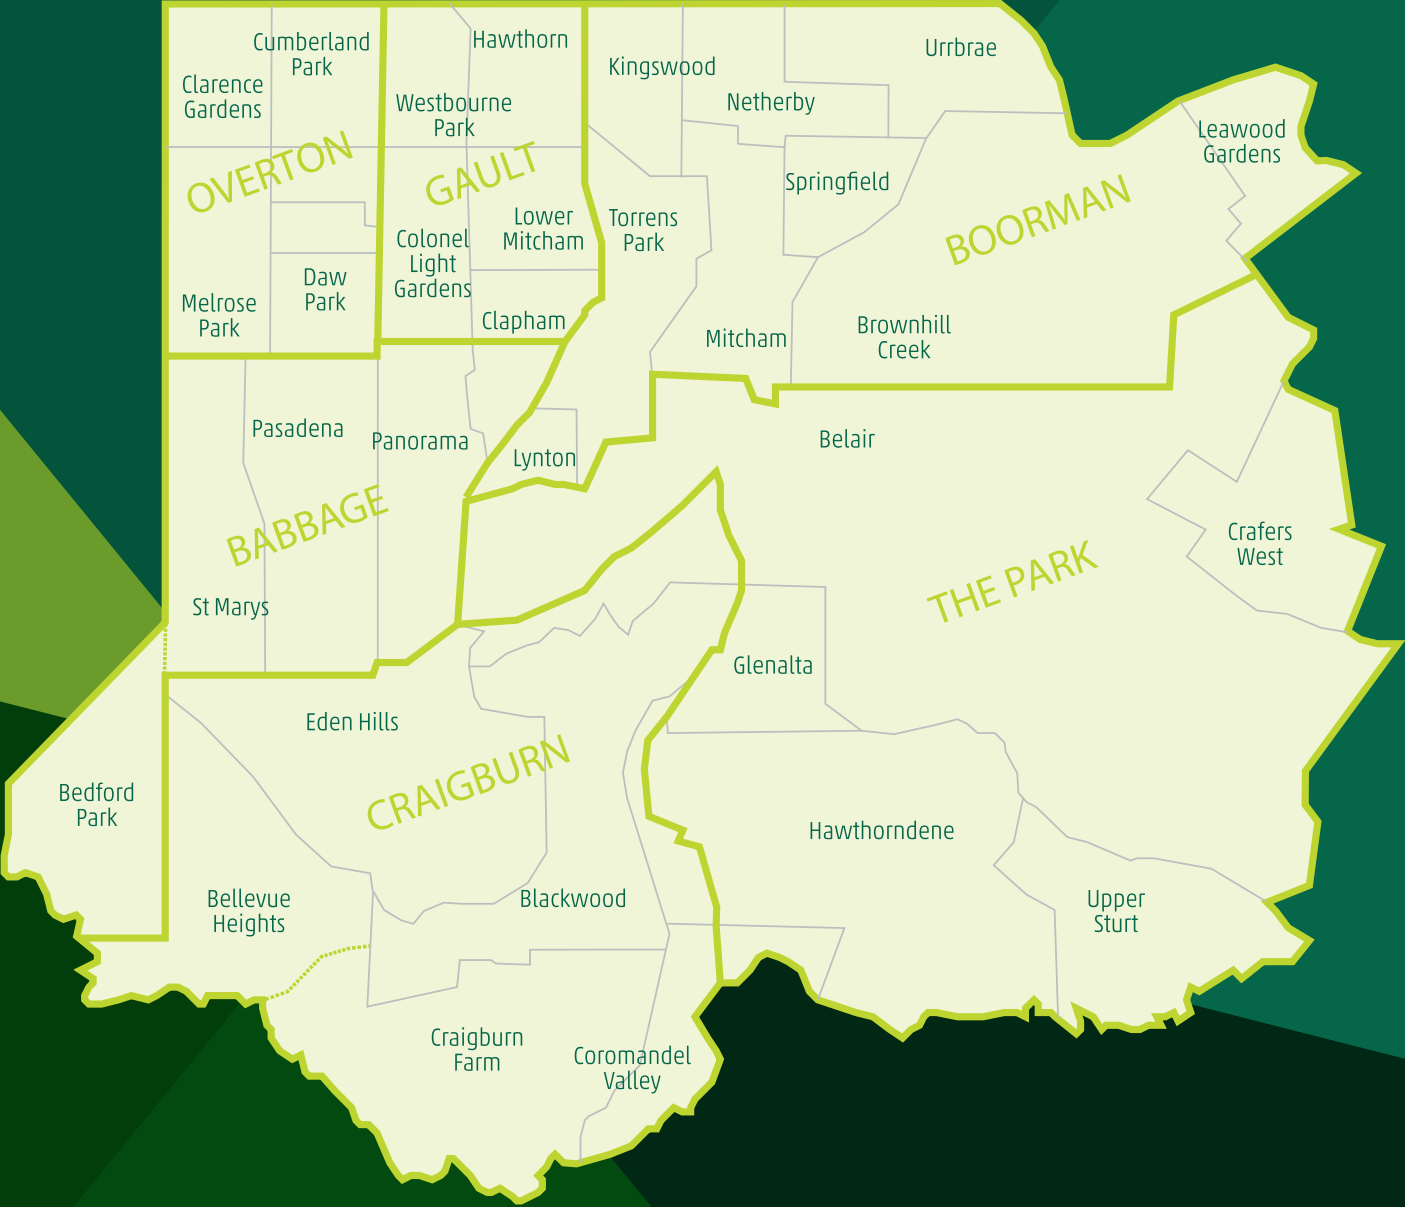 Cumberland
Park
Clarence
Gardens
OVERTON
Melrose
Park
Daw
Park
Hawthorn
Westbourne
Park
GAULT
Lower
Mitcham
Colonel
Light
Gardens
Clapham
Kingswood
Urrbrae
Netherby
Springfield
Torrens
Park
BOORMAN
Leawood
Gardens
Mitcham
Brownhill
Creek
Lynton
Pasadena
Panorama
BABBAGE
St Marys
Belair
Crafers
West
THE PARK
Glenalta
Hawthorndene
Upper
Sturt
Eden Hills
CRAIGBURN
Bedford
Park
Bellevue
Heights
Blackwood
Craigburn
Farm
Coromandel
Valley